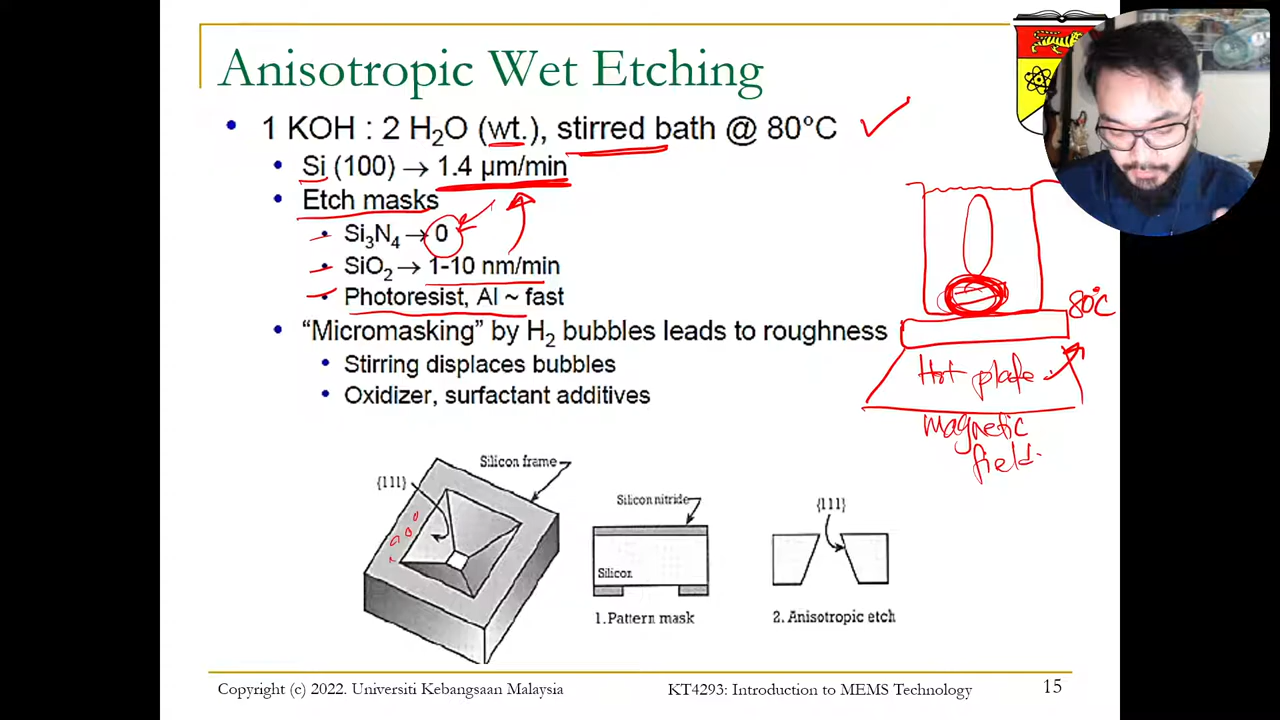 Anisotropic Wet Etching
• 1 KOH : 2 H₂O (wt.), stirred bath @ 80°C
• Si (100) → 1.4 μm/min
• Etch masks
• Si₃N₄ → 0
• SiO₂ → 1-10 nm/min
• Photoresist, Al ~ fast
• "Micromasking" by H₂ bubbles leads to roughness
• Stirring displaces bubbles
• Oxidizer, surfactant additives
80°C
Hot plate
magnetic
field
Silicon frame
{111}
Silicon nitride
Silicon
1. Pattern mask
{111}
2. Anisotropic etch
Copyright (c) 2022. Universiti Kebangsaan Malaysia
KT4293: Introduction to MEMS Technology
15